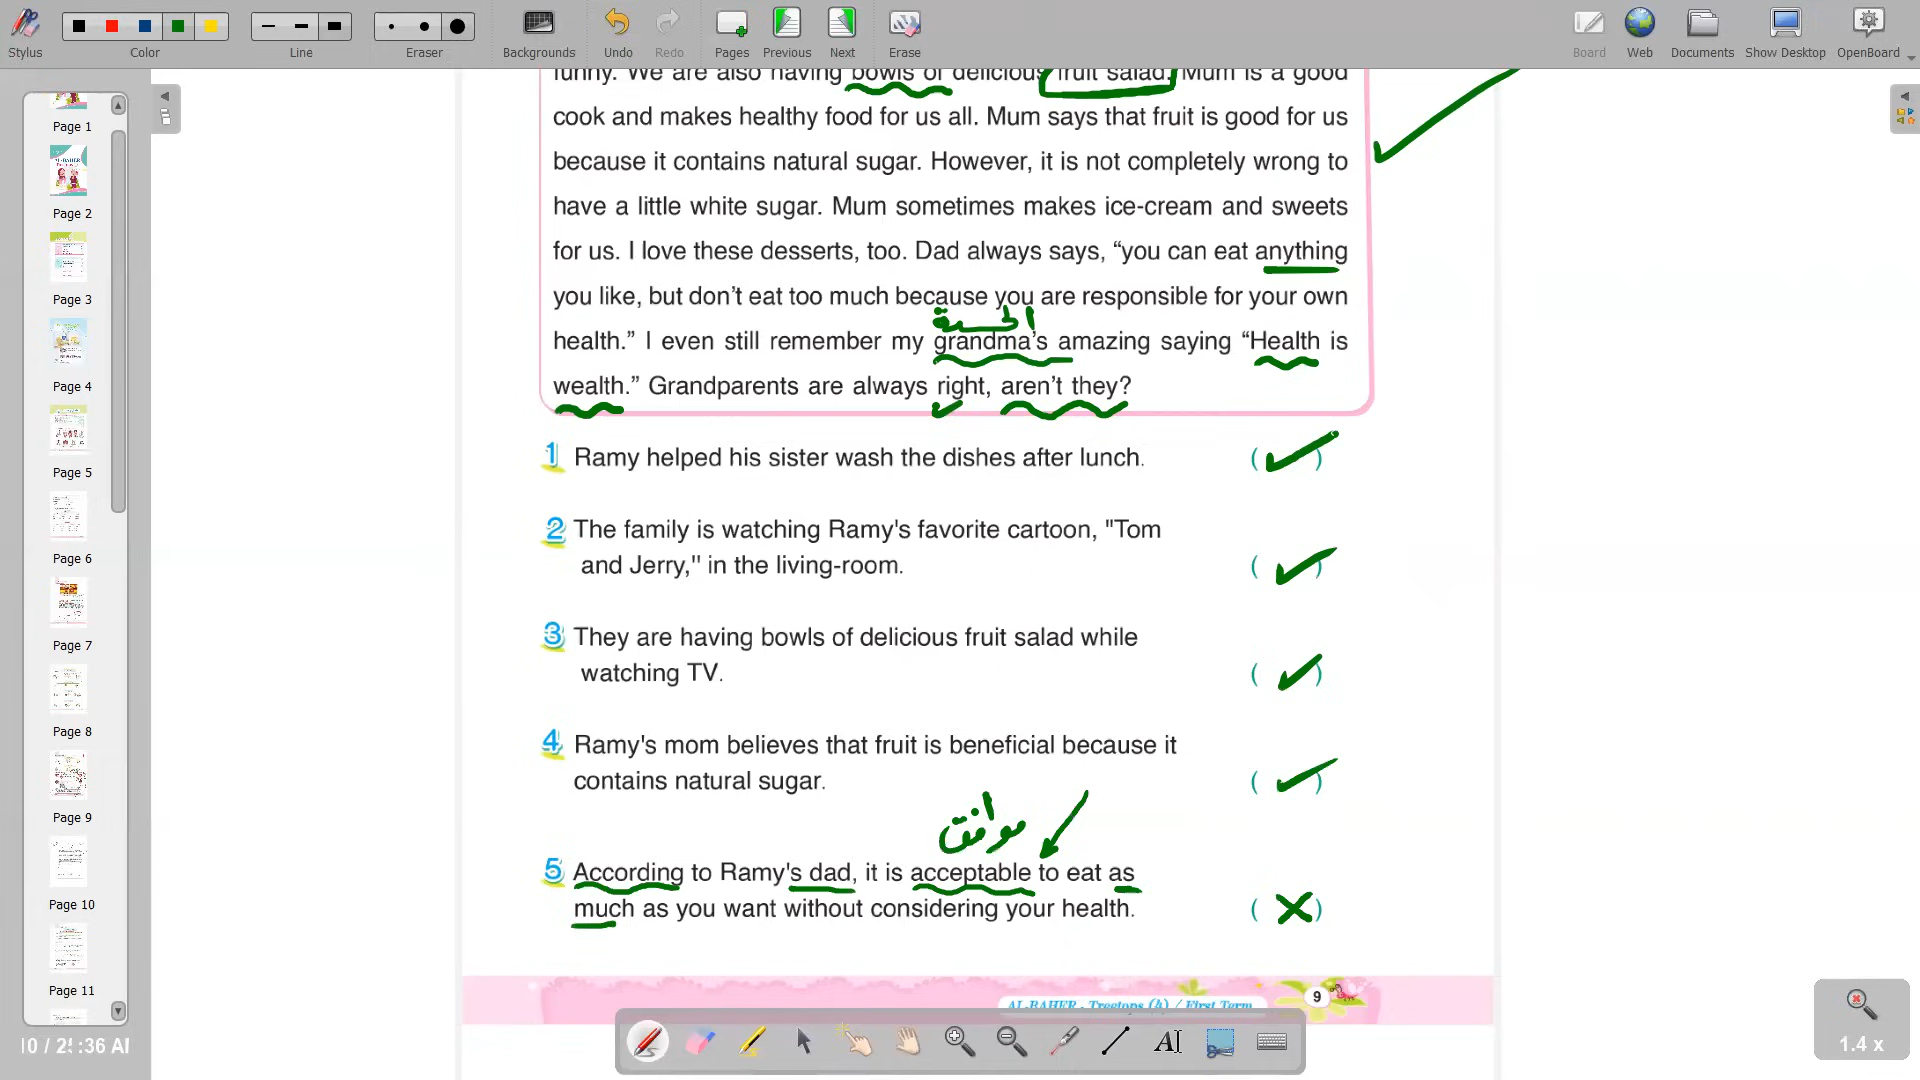 Stylus
Color
Line
Eraser
Backgrounds
Undo
Redo
Pages
Previous
Next
Erase
Board
Web
Documents
Show Desktop
OpenBoard
Page 1
Page 2
Page 3
Page 4
Page 5
Page 6
Page 7
Page 8
Page 9
Page 10
Page 11
funny. We are also having bowls of delicious fruit salad. Mum is a good
cook and makes healthy food for us all. Mum says that fruit is good for us
because it contains natural sugar. However, it is not completely wrong to
have a little white sugar. Mum sometimes makes ice-cream and sweets
for us. I love these desserts, too. Dad always says, “you can eat anything
you like, but don’t eat too much because you are responsible for your own
health.” I even still remember my grandma’s amazing saying “Health is
wealth.” Grandparents are always right, aren’t they?
1 Ramy helped his sister wash the dishes after lunch. ( ✓ )
2 The family is watching Ramy's favorite cartoon, "Tom
and Jerry," in the living-room. ( ✓ )
3 They are having bowls of delicious fruit salad while
watching TV. ( ✓ )
4 Ramy's mom believes that fruit is beneficial because it
contains natural sugar. ( ✓ )
موافق
5 According to Ramy's dad, it is acceptable to eat as
much as you want without considering your health. ( X )
AL-BAHER - Treetops (4) / First Term
9
1.4 x